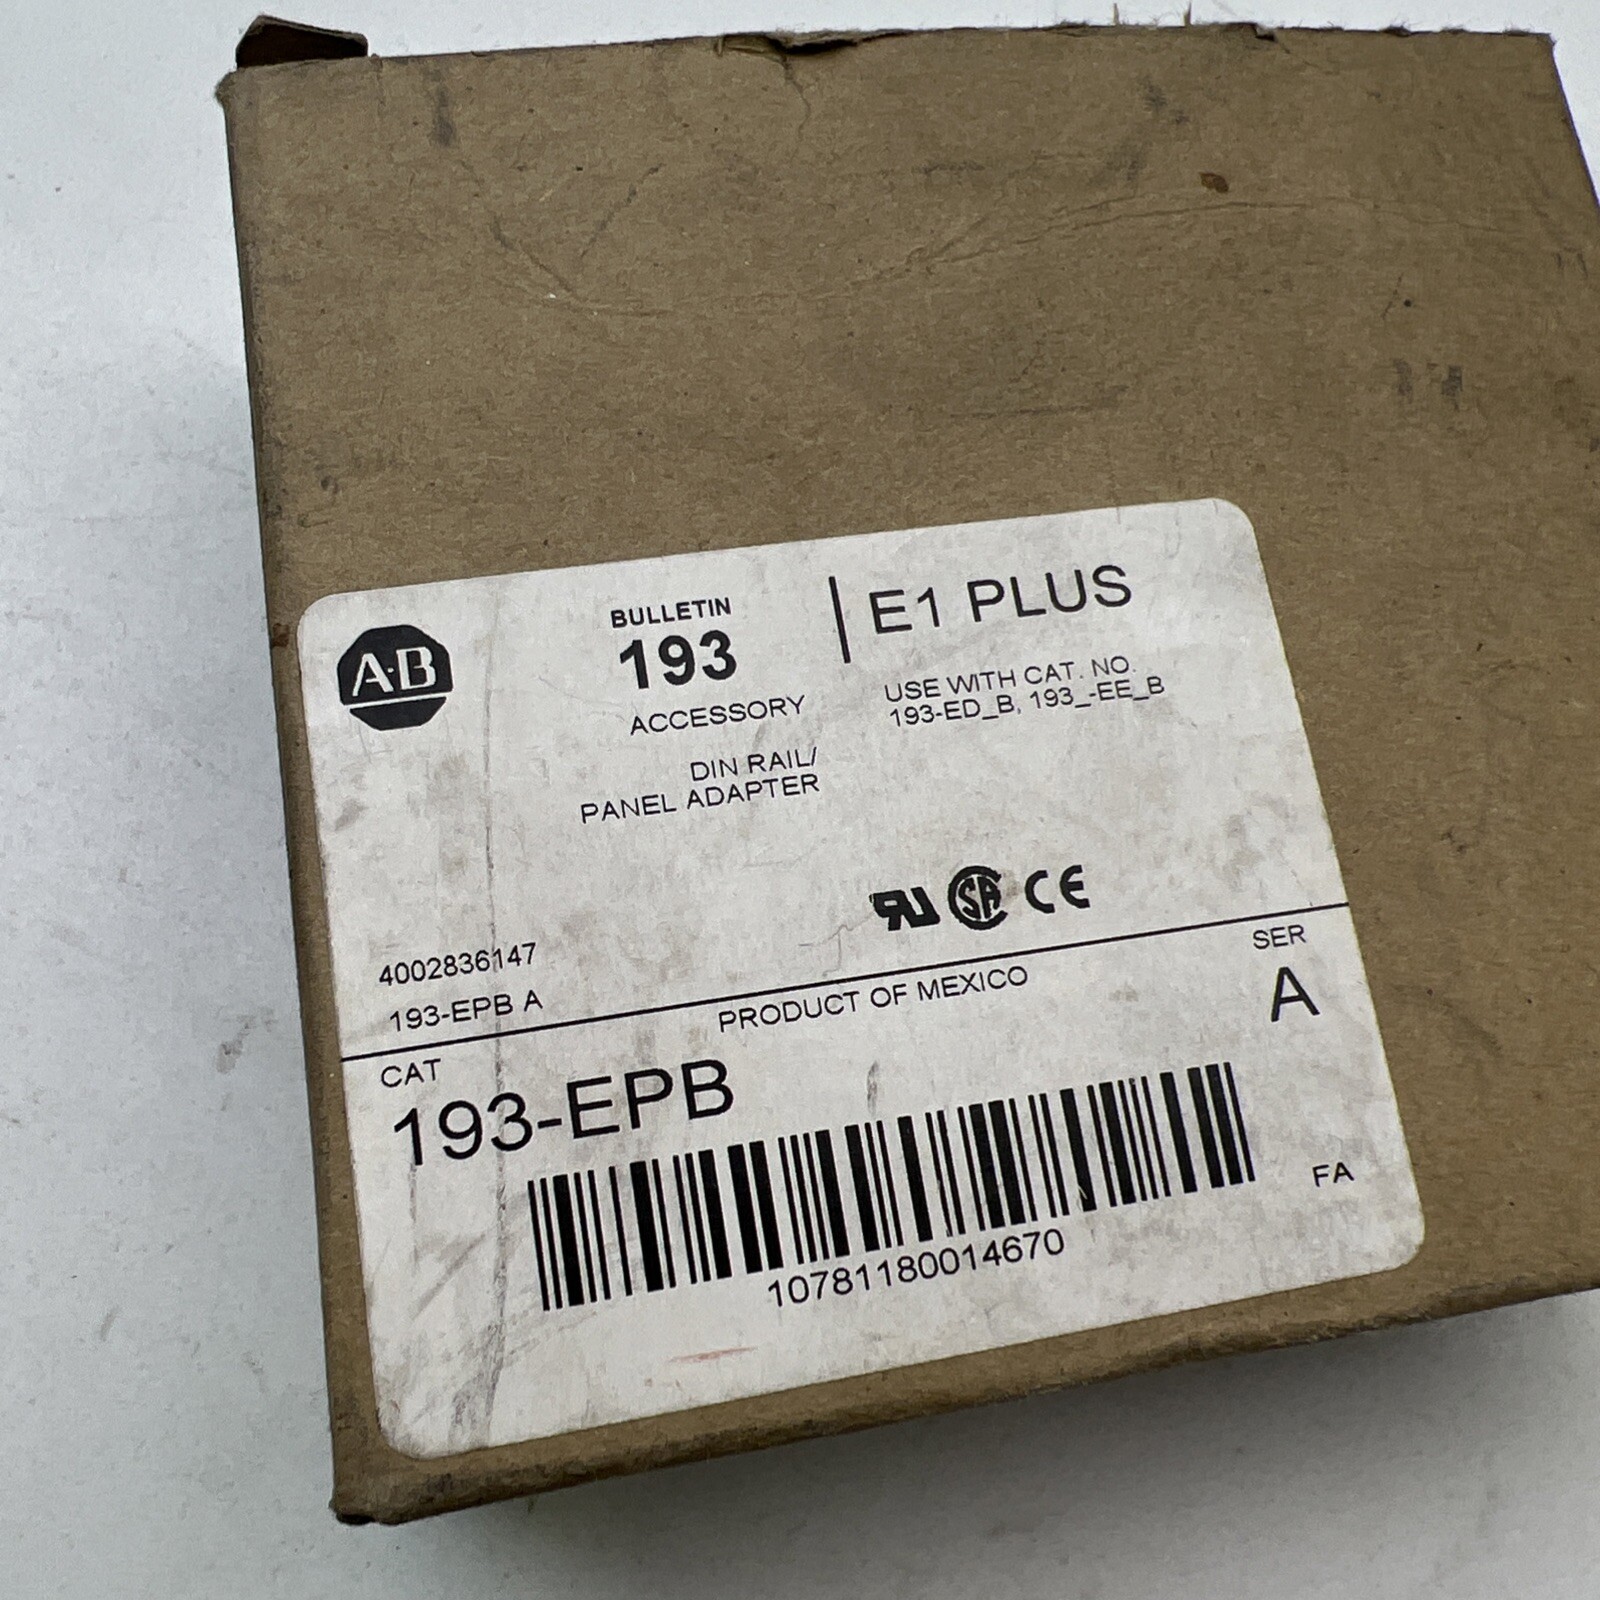 A-B
BULLETIN
193
ACCESSORY
DIN RAIL/
PANEL ADAPTER
E1 PLUS
USE WITH CAT. NO.
193-ED_B, 193_-EE_B
CE
4002836147
193-EPB A
PRODUCT OF MEXICO
SER
A
CAT
193-EPB
10781180014670
FA